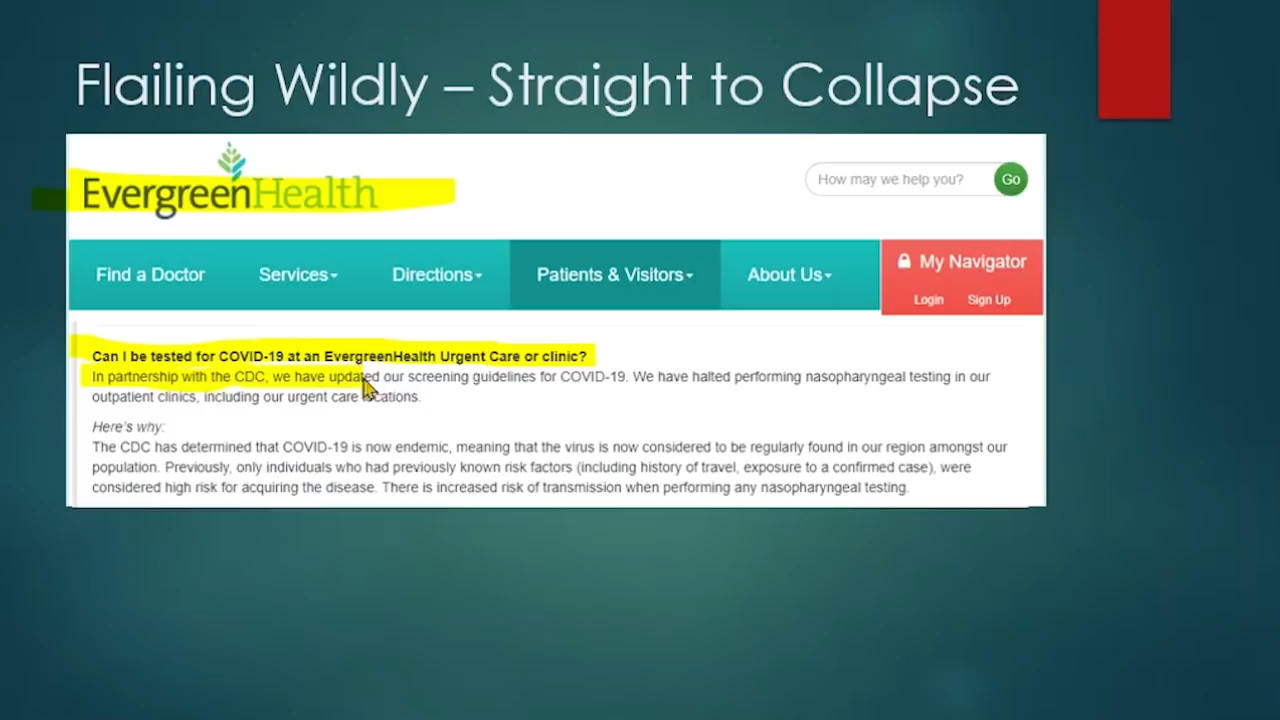 Flailing Wildly – Straight to Collapse
EvergreenHealth
How may we help you?
Go
Find a Doctor
Services
Directions
Patients & Visitors
About Us
My Navigator
Login
Sign Up
Can I be tested for COVID-19 at an EvergreenHealth Urgent Care or clinic?
In partnership with the CDC, we have updated our screening guidelines for COVID-19. We have halted performing nasopharyngeal testing in our
outpatient clinics, including our urgent care locations.
Here's why:
The CDC has determined that COVID-19 is now endemic, meaning that the virus is now considered to be regularly found in our region amongst our
population. Previously, only individuals who had previously known risk factors (including history of travel, exposure to a confirmed case), were
considered high risk for acquiring the disease. There is increased risk of transmission when performing any nasopharyngeal testing.